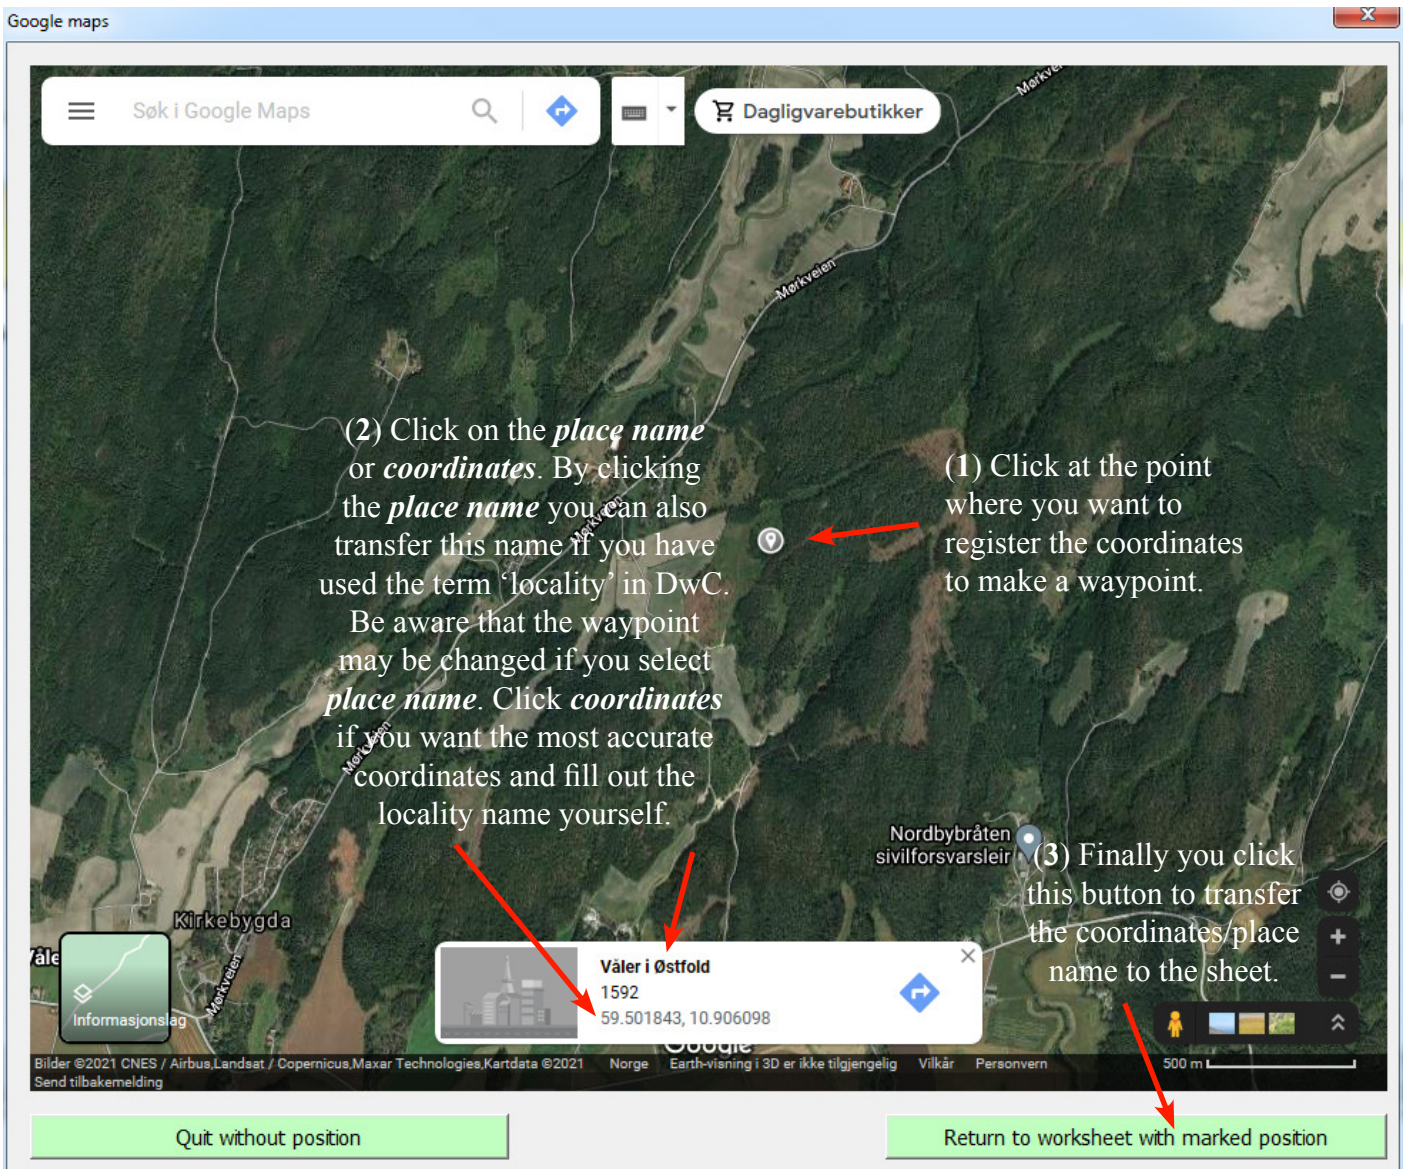 Google maps
x
Søk i Google Maps
Dagligvarebutikker
Mørkve
Mørkveien
(2) Click on the place name
or coordinates. By clicking
the place name you can also
transfer this name if you have
used the term ‘locality’ in DwC.
Be aware that the waypoint
may be changed if you select
place name. Click coordinates
if you want the most accurate
coordinates and fill out the
locality name yourself.
(1) Click at the point
where you want to
register the coordinates
to make a waypoint.
Mørkveien
Mørkveien
Nordbybråten
sivilforsvarsleir
(3) Finally you click
this button to transfer
the coordinates/place
name to the sheet.
Kirkebygda
Våle
Mørkveien
Informasjonslag
Våler i Østfold
1592
59.501843, 10.906098
Google
Bilder ©2021 CNES / Airbus,Landsat / Copernicus,Maxar Technologies,Kartdata ©2021 Norge Earth-visning i 3D er ikke tilgjengelig Vilkår Personvern 500 m
Send tilbakemelding
Quit without position
Return to worksheet with marked position